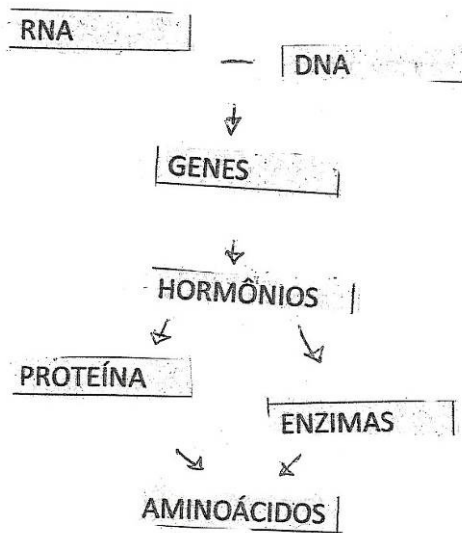 RNA
DNA
GENES
HORMÔNIOS
PROTEÍNA
ENZIMAS
AMINOÁCIDOS